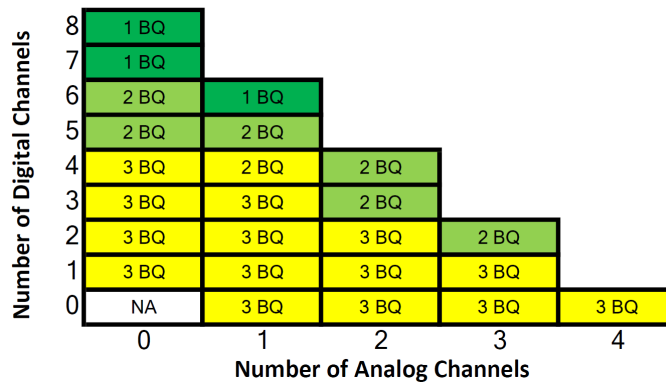 Number of Digital Channels
8 1 BQ
7 1 BQ
6 2 BQ 1 BQ
5 2 BQ 2 BQ
4 3 BQ 2 BQ 2 BQ
3 3 BQ 3 BQ 2 BQ
2 3 BQ 3 BQ 3 BQ 2 BQ
1 3 BQ 3 BQ 3 BQ 3 BQ
0 NA 3 BQ 3 BQ 3 BQ 3 BQ
0 1 2 3 4
Number of Analog Channels